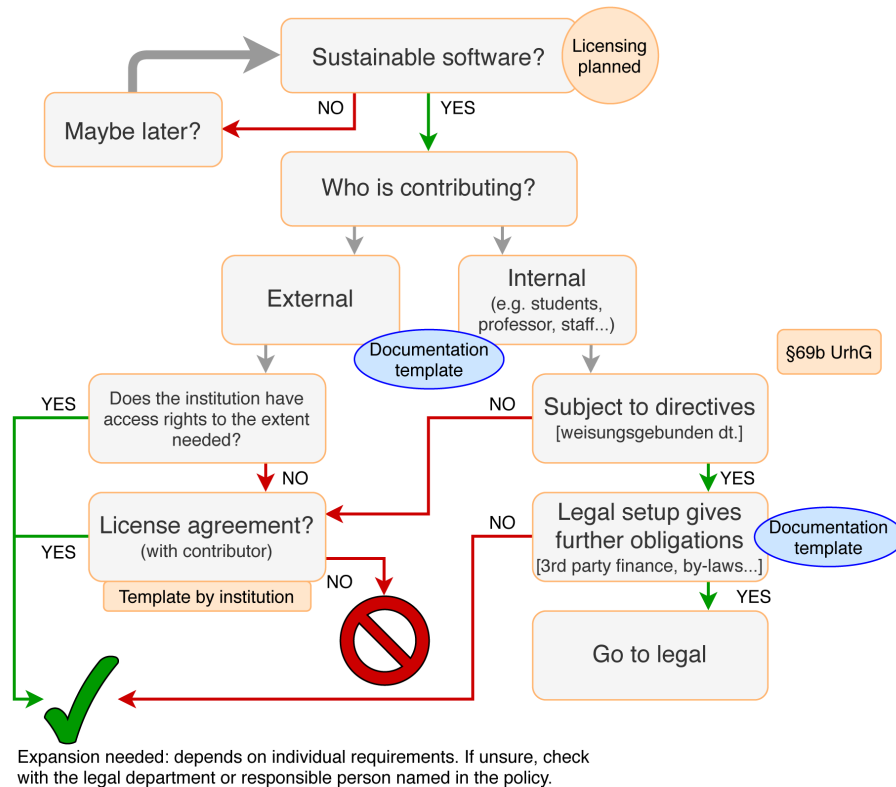 Sustainable software?
Licensing
planned
NO
YES
Maybe later?
Who is contributing?
External
Internal
(e.g. students,
professor, staff...)
Documentation
template
§69b UrhG
YES
Does the institution have
access rights to the extent
needed?
NO
Subject to directives
[weisungsgebunden dt.]
NO
YES
License agreement?
(with contributor)
YES
NO
Template by institution
NO
Legal setup gives
further obligations
[3rd party finance, by-laws...]
Documentation
template
YES
Go to legal
Expansion needed: depends on individual requirements. If unsure, check
with the legal department or responsible person named in the policy.